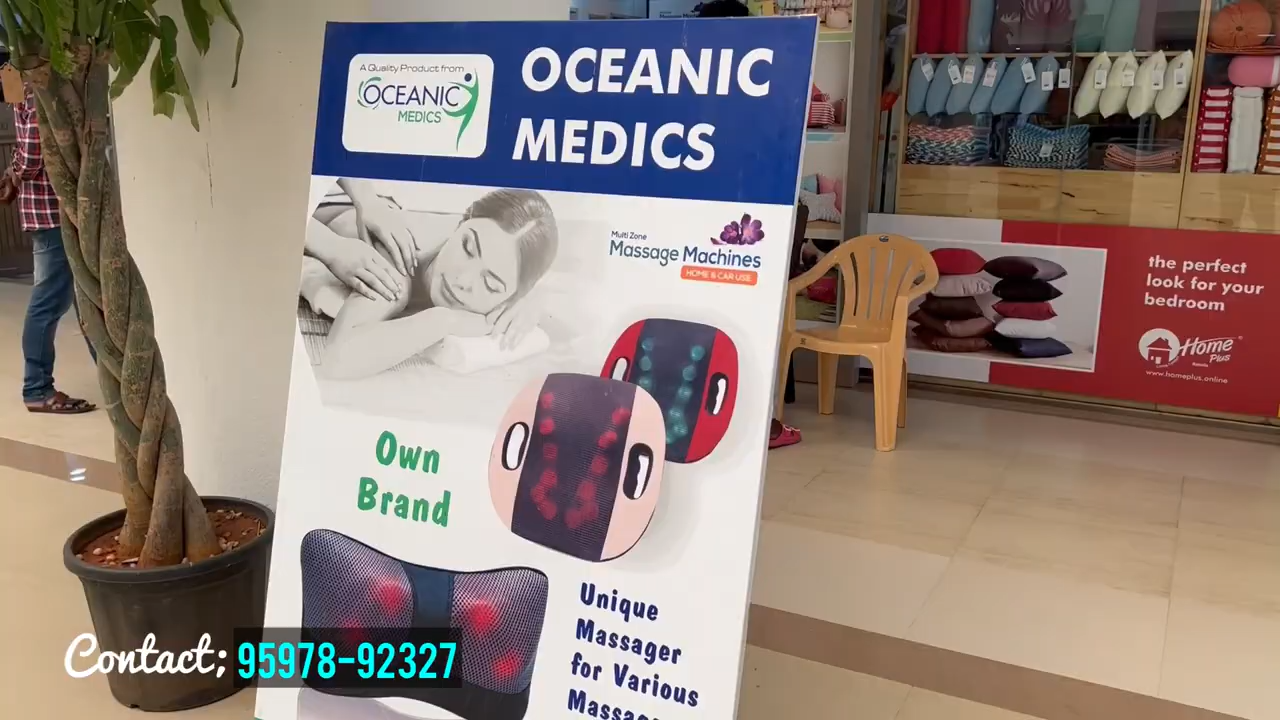 A Quality Product from
OCEANIC
MEDICS
OCEANIC
MEDICS
Multi Zone
Massage Machines
HOME & CAR USE
Own
Brand
Unique
Massager
for Various
the perfect
look for your
bedroom
Home
Plus
www.homeplus.online
Contact; 95978-92327